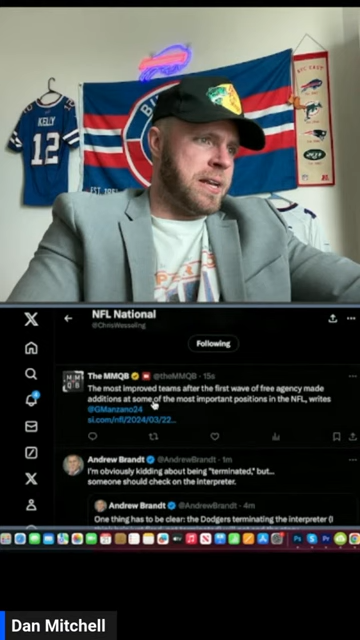 KELLY
12
NFL National
@ChrisWesseling
Following
The MMQB @theMMQB · 15s
The most improved teams after the first wave of free agency made
additions at some of the most important positions in the NFL, writes
@GManzano24
si.com/nfl/2024/03/22...
Andrew Brandt @AndrewBrandt · 1m
I'm obviously kidding about being "terminated," but...
someone should check on the interpreter.
Andrew Brandt @AndrewBrandt · 4m
One thing has to be clear: the Dodgers terminating the interpreter (I
Dan Mitchell